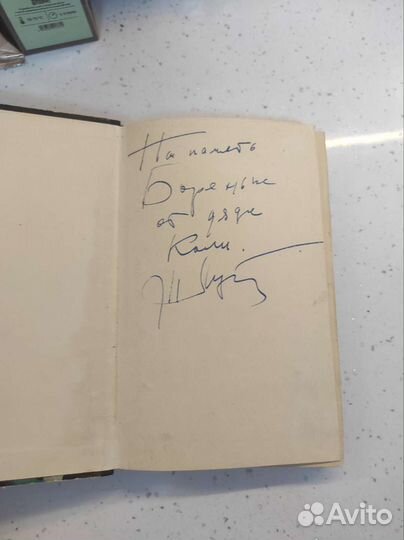 На память
Бореньке
от дяди
Коли.
Avito